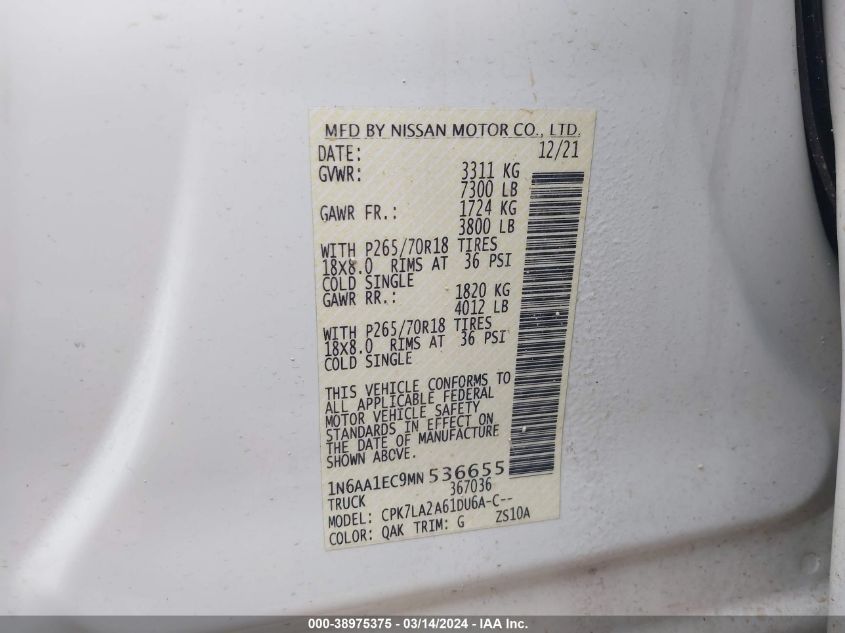 MFD BY NISSAN MOTOR CO., LTD.
DATE: 12/21
GVWR: 3311 KG
7300 LB
GAWR FR.: 1724 KG
3800 LB
WITH P265/70R18 TIRES
18X8.0 RIMS AT 36 PSI
COLD SINGLE
GAWR RR.: 1820 KG
4012 LB
WITH P265/70R18 TIRES
18X8.0 RIMS AT 36 PSI
COLD SINGLE
THIS VEHICLE CONFORMS TO
ALL APPLICABLE FEDERAL
MOTOR VEHICLE SAFETY
STANDARDS IN EFFECT ON
THE DATE OF MANUFACTURE
SHOWN ABOVE.
1N6AA1EC9MN536655
TRUCK 367036
MODEL: CPK7LA2A61DU6A-C--
COLOR: QAK TRIM: G ZS10A
000-38975375 - 03/14/2024 - IAA Inc.